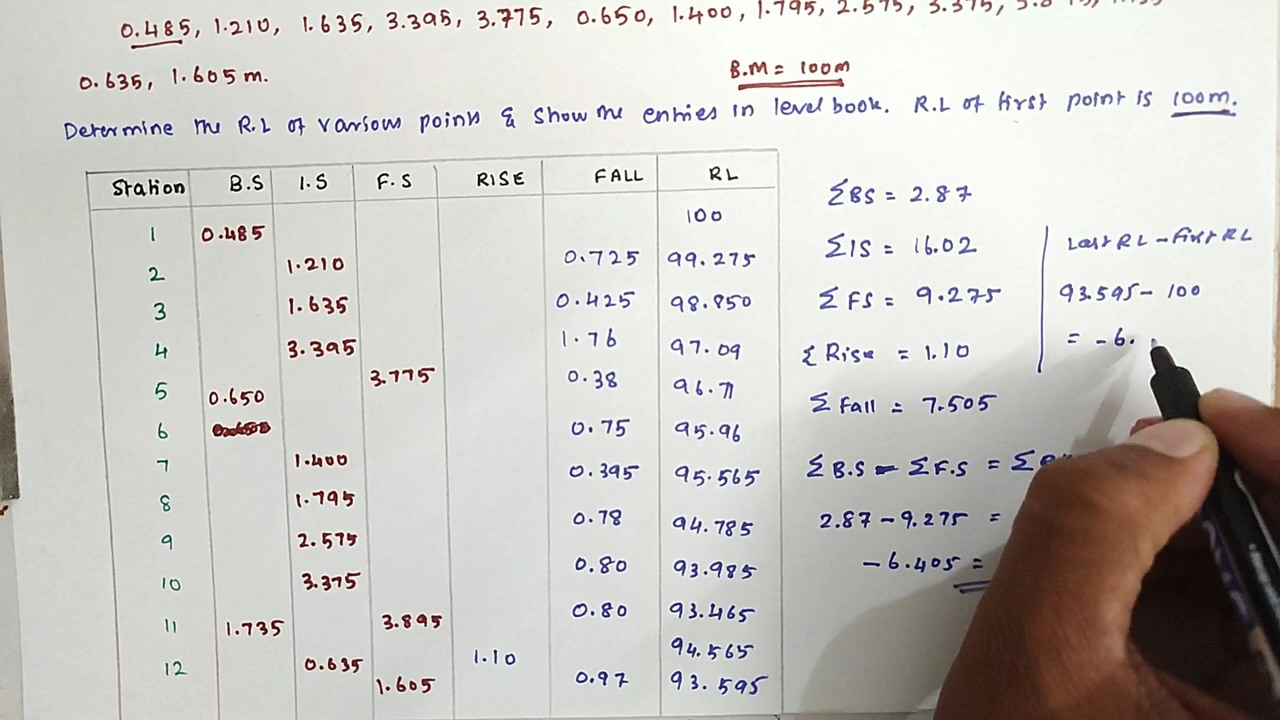 0.485, 1.210, 1.635, 3.395, 3.775, 0.650, 1.400, 1.795, 2.575, 3.375,
0.635, 1.605 m.
B.M = 100m
Determine the R.L of various points & show the entries in level book. R.L of first point is 100m.
Station B.S I.S F.S RISE FALL RL
1 0.485 100
2 1.210 0.725 99.275
3 1.635 0.425 98.850
4 3.395 1.76 97.09
5 0.650 3.775 0.38 96.71
6 0.75 95.96
7 1.400 0.395 95.565
8 1.795 0.78 94.785
9 2.575 0.80 93.985
10 3.375 0.80 93.465
11 1.735 3.895 94.565
12 0.635 1.10 0.97 93.595
1.605
ΣBS = 2.87
ΣIS = 16.02
ΣFS = 9.275
ΣRise = 1.10
ΣFall = 7.505
ΣB.S - ΣF.S = Σ
2.87 - 9.275 =
-6.405 =
Last RL - First RL
93.595 - 100
= -6.